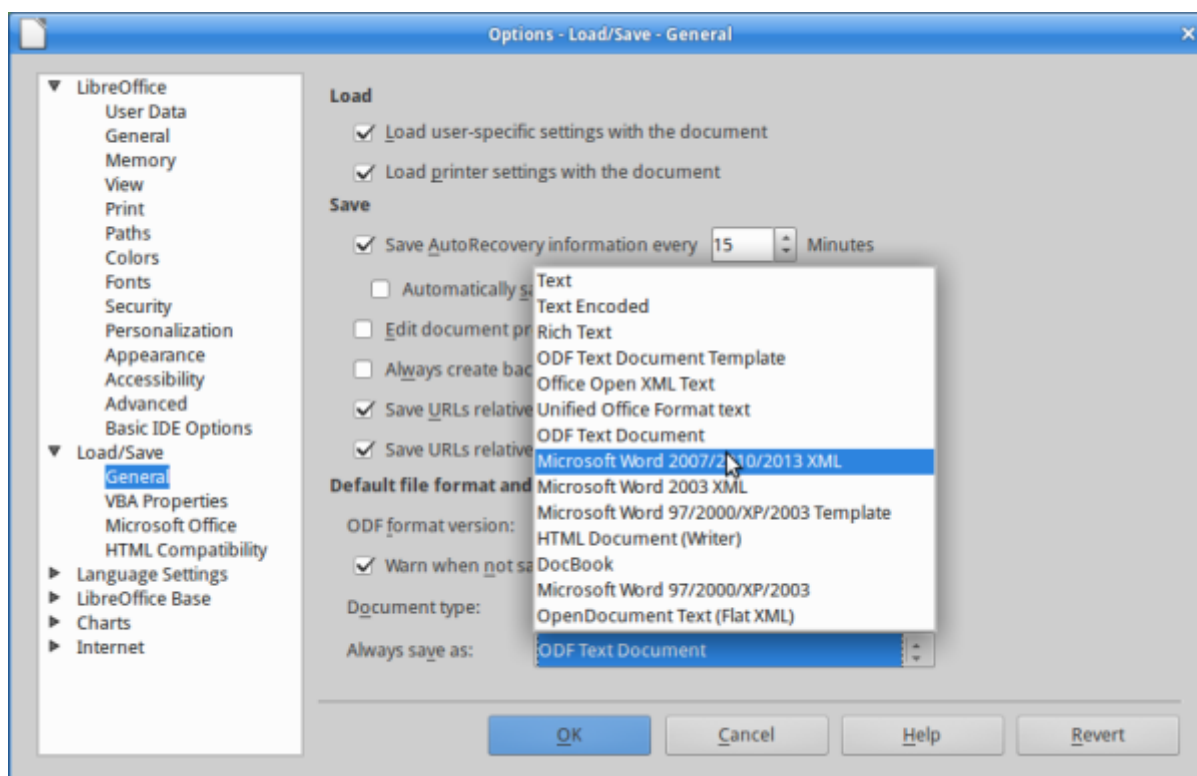 Options - Load/Save - General
LibreOffice
User Data
General
Memory
View
Print
Paths
Colors
Fonts
Security
Personalization
Appearance
Accessibility
Advanced
Basic IDE Options
Load/Save
General
VBA Properties
Microsoft Office
HTML Compatibility
Language Settings
LibreOffice Base
Charts
Internet
Load
Load user-specific settings with the document
Load printer settings with the document
Save
Save AutoRecovery information every 15 Minutes
Automatically
Edit document
Always create
Save URLs relative
Save URLs relative
Default file format and
ODF format version:
Warn when not
Document type:
Always save as: ODF Text Document
Text
Text Encoded
Rich Text
ODF Text Document Template
Office Open XML Text
Unified Office Format text
ODF Text Document
Microsoft Word 2007/2010/2013 XML
Microsoft Word 2003 XML
Microsoft Word 97/2000/XP/2003 Template
HTML Document (Writer)
DocBook
Microsoft Word 97/2000/XP/2003
OpenDocument Text (Flat XML)
OK Cancel Help Revert